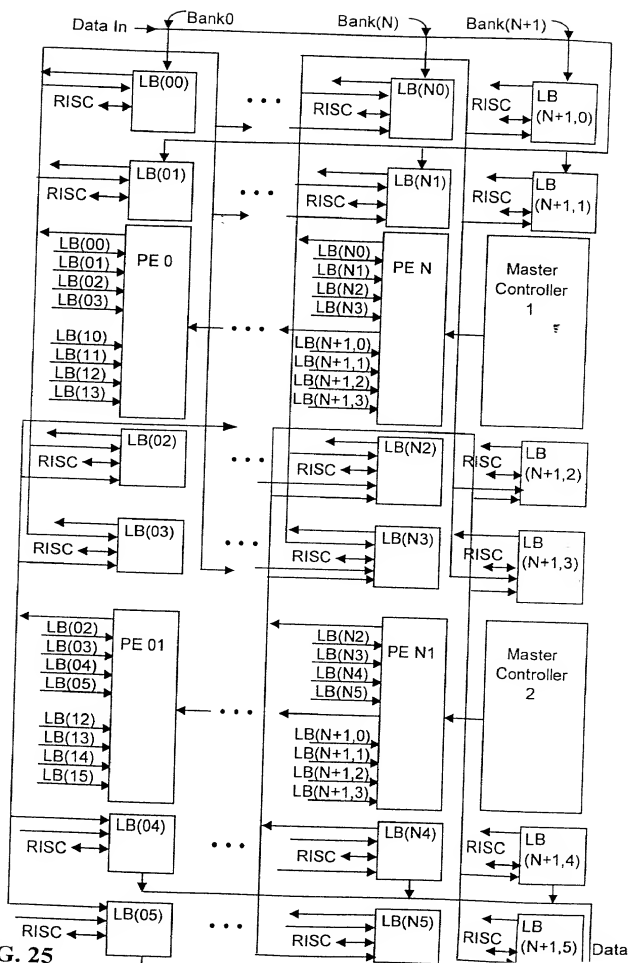 Data In Bank0 Bank(N) Bank(N+1)
LB(00) LB(N0) LB
(N+1,0)
RISC RISC RISC
LB(01) LB(N1) LB
(N+1,1)
RISC RISC RISC
PE 0 PE N Master
Controller
1
LB(00) LB(N0)
LB(01) LB(N1)
LB(02) LB(N2)
LB(03) LB(N3)
LB(10) LB(N+1,0)
LB(11) LB(N+1,1)
LB(12) LB(N+1,2)
LB(13) LB(N+1,3)
LB(02) LB(N2) LB
(N+1,2)
RISC RISC RISC
LB(03) LB(N3) LB
(N+1,3)
RISC RISC RISC
PE 01 PE N1 Master
Controller
2
LB(02) LB(N2)
LB(03) LB(N3)
LB(04) LB(N4)
LB(05) LB(N5)
LB(12) LB(N+1,0)
LB(13) LB(N+1,1)
LB(14) LB(N+1,2)
LB(15) LB(N+1,3)
LB(04) LB(N4) LB
(N+1,4)
RISC RISC RISC
LB(05) LB(N5) LB
(N+1,5)
RISC RISC RISC
G. 25 Data